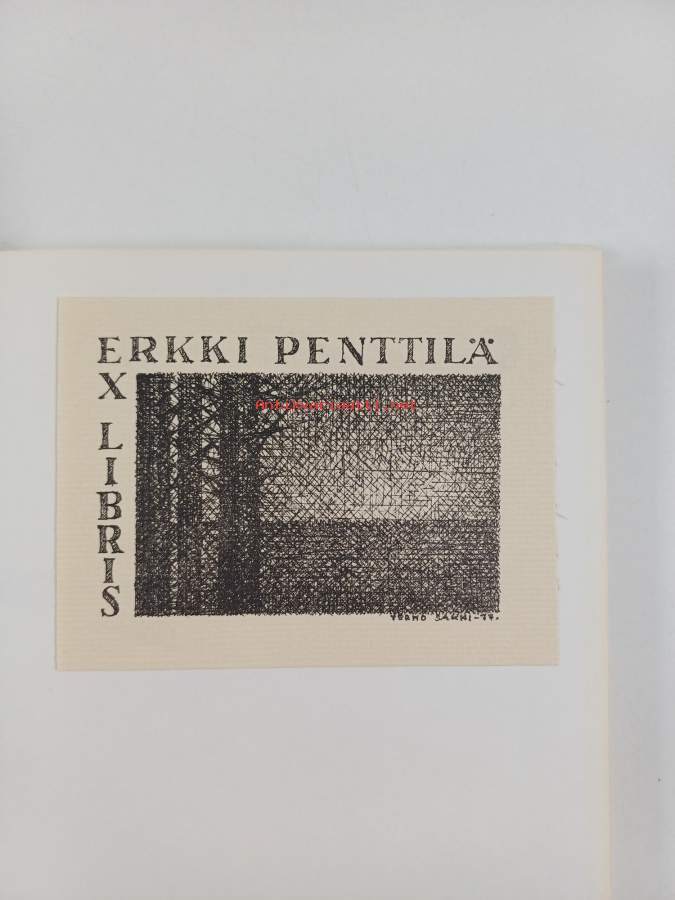 ERKKI PENTTILÄ
EX LIBRIS
Antikvariaatti.net